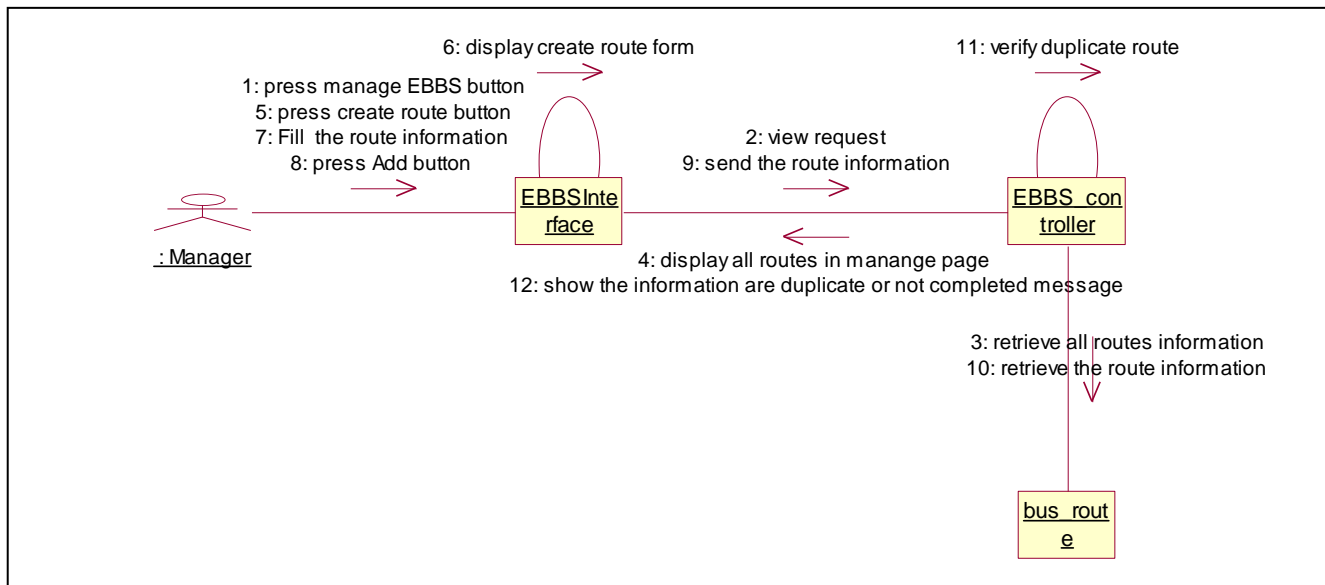 6: display create route form
11: verify duplicate route
1: press manage EBBS button
5: press create route button
7: Fill the route information
8: press Add button
2: view request
9: send the route information
EBBSInte
rface
EBBS_con
troller
: Manager
4: display all routes in manange page
12: show the information are duplicate or not completed message
3: retrieve all routes information
10: retrieve the route information
bus_rout
e